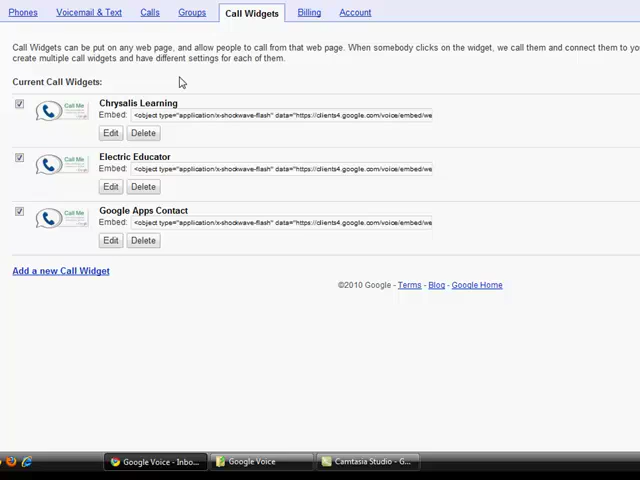 Phones Voicemail & Text Calls Groups Call Widgets Billing Account
Call Widgets can be put on any web page, and allow people to call from that web page. When somebody clicks on the widget, we call them and connect them to
create multiple call widgets and have different settings for each of them.
Current Call Widgets:
Call Me
Chrysalis Learning
Embed: <object type="application/x-shockwave-flash" data="https://clients4.google.com/voice/embed/we
Edit Delete
Call Me
Electric Educator
Embed: <object type="application/x-shockwave-flash" data="https://clients4.google.com/voice/embed/we
Edit Delete
Call Me
Google Apps Contact
Embed: <object type="application/x-shockwave-flash" data="https://clients4.google.com/voice/embed/we
Edit Delete
Add a new Call Widget
©2010 Google - Terms - Blog - Google Home
Google Voice - Inbo... Google Voice Camtasia Studio - G...